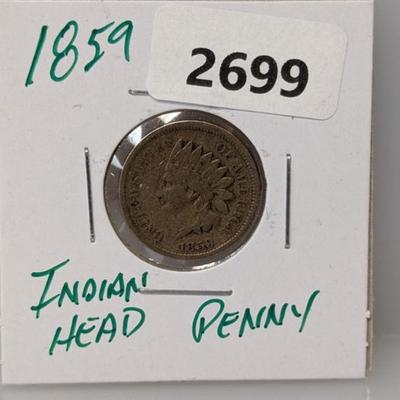 1859
2699
UNITED STATES OF AMERICA
1859
INDIAN
HEAD PENNY